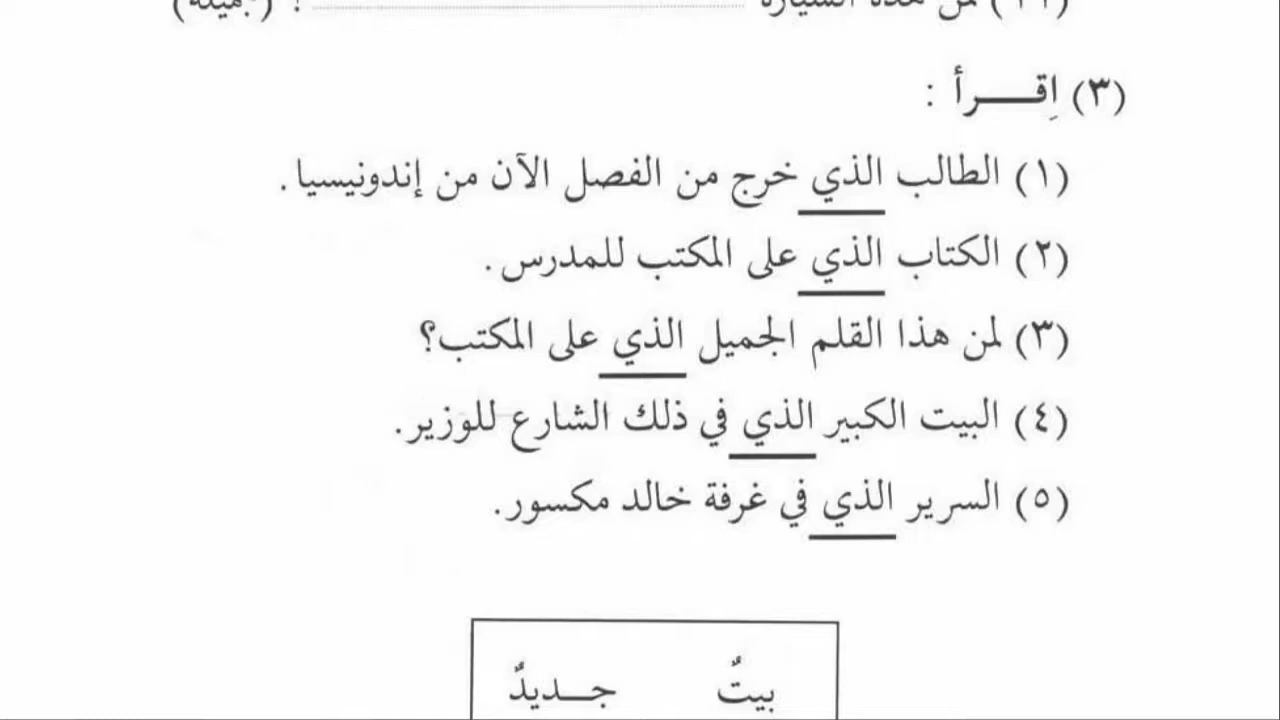 (٣) اِقــــرأ :
(١) الطالب الذي خرج من الفصل الآن من إندونيسيا.
(٢) الكتاب الذي على المكتب للمدرس.
(٣) لمن هذا القلم الجميل الذي على المكتب؟
(٤) البيت الكبير الذي في ذلك الشارع للوزير.
(٥) السرير الذي في غرفة خالد مكسور.
بيتٌ جــديدٌ